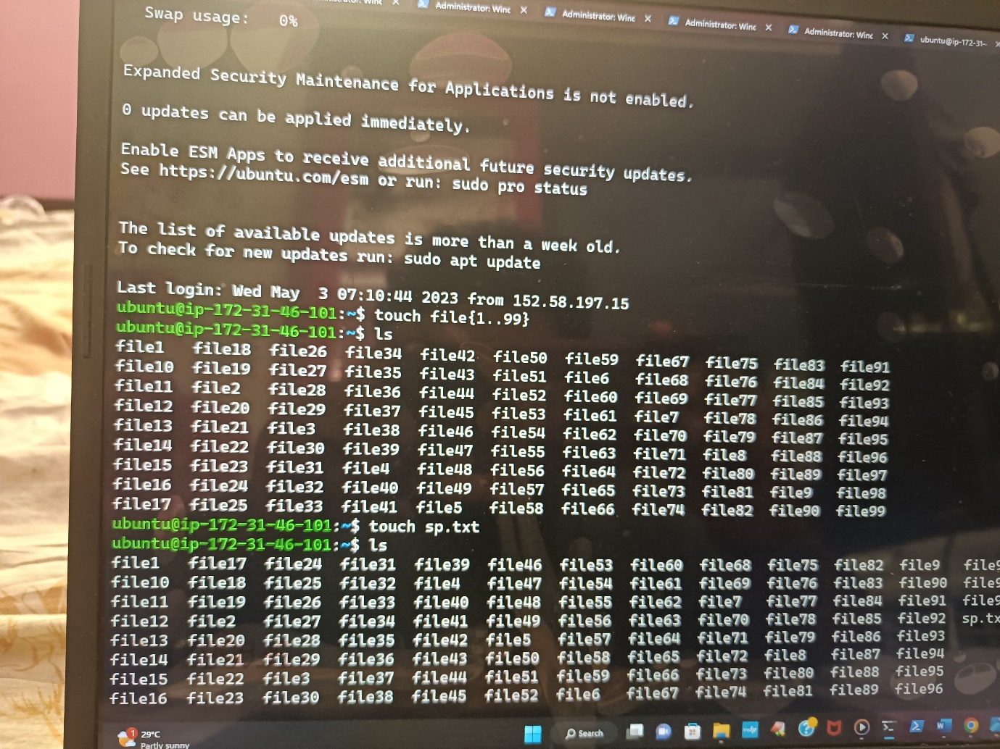 Administrator: Winc
Administrator: Winc
Administrator: Winc
Administrator: Winc
ubuntu@ip-172-31-
Swap usage:   0%
Expanded Security Maintenance for Applications is not enabled.
0 updates can be applied immediately.
Enable ESM Apps to receive additional future security updates.
See https://ubuntu.com/esm or run: sudo pro status
The list of available updates is more than a week old.
To check for new updates run: sudo apt update
Last login: Wed May  3 07:10:44 2023 from 152.58.197.15
ubuntu@ip-172-31-46-101:~$ touch file{1..99}
ubuntu@ip-172-31-46-101:~$ ls
file1   file18  file26  file34  file42  file50  file59  file67  file75  file83  file91
file10  file19  file27  file35  file43  file51  file6   file68  file76  file84  file92
file11  file2   file28  file36  file44  file52  file60  file69  file77  file85  file93
file12  file20  file29  file37  file45  file53  file61  file7   file78  file86  file94
file13  file21  file3   file38  file46  file54  file62  file70  file79  file87  file95
file14  file22  file30  file39  file47  file55  file63  file71  file8   file88  file96
file15  file23  file31  file4   file48  file56  file64  file72  file80  file89  file97
file16  file24  file32  file40  file49  file57  file65  file73  file81  file9   file98
file17  file25  file33  file41  file5   file58  file66  file74  file82  file90  file99
ubuntu@ip-172-31-46-101:~$ touch sp.txt
ubuntu@ip-172-31-46-101:~$ ls
file1   file17  file24  file31  file39  file46  file53  file60  file68  file75  file82  file9   file9
file10  file18  file25  file32  file4   file47  file54  file61  file69  file76  file83  file90  file9
file11  file19  file26  file33  file40  file48  file55  file62  file7   file77  file84  file91  file9
file12  file2   file27  file34  file41  file49  file56  file63  file70  file78  file85  file92  sp.tx
file13  file20  file28  file35  file42  file5   file57  file64  file71  file79  file86  file93
file14  file21  file29  file36  file43  file50  file58  file65  file72  file8   file87  file94
file15  file22  file3   file37  file44  file51  file59  file66  file73  file80  file88  file95
file16  file23  file30  file38  file45  file52  file6   file67  file74  file81  file89  file96
1
29°C
Partly sunny
Search